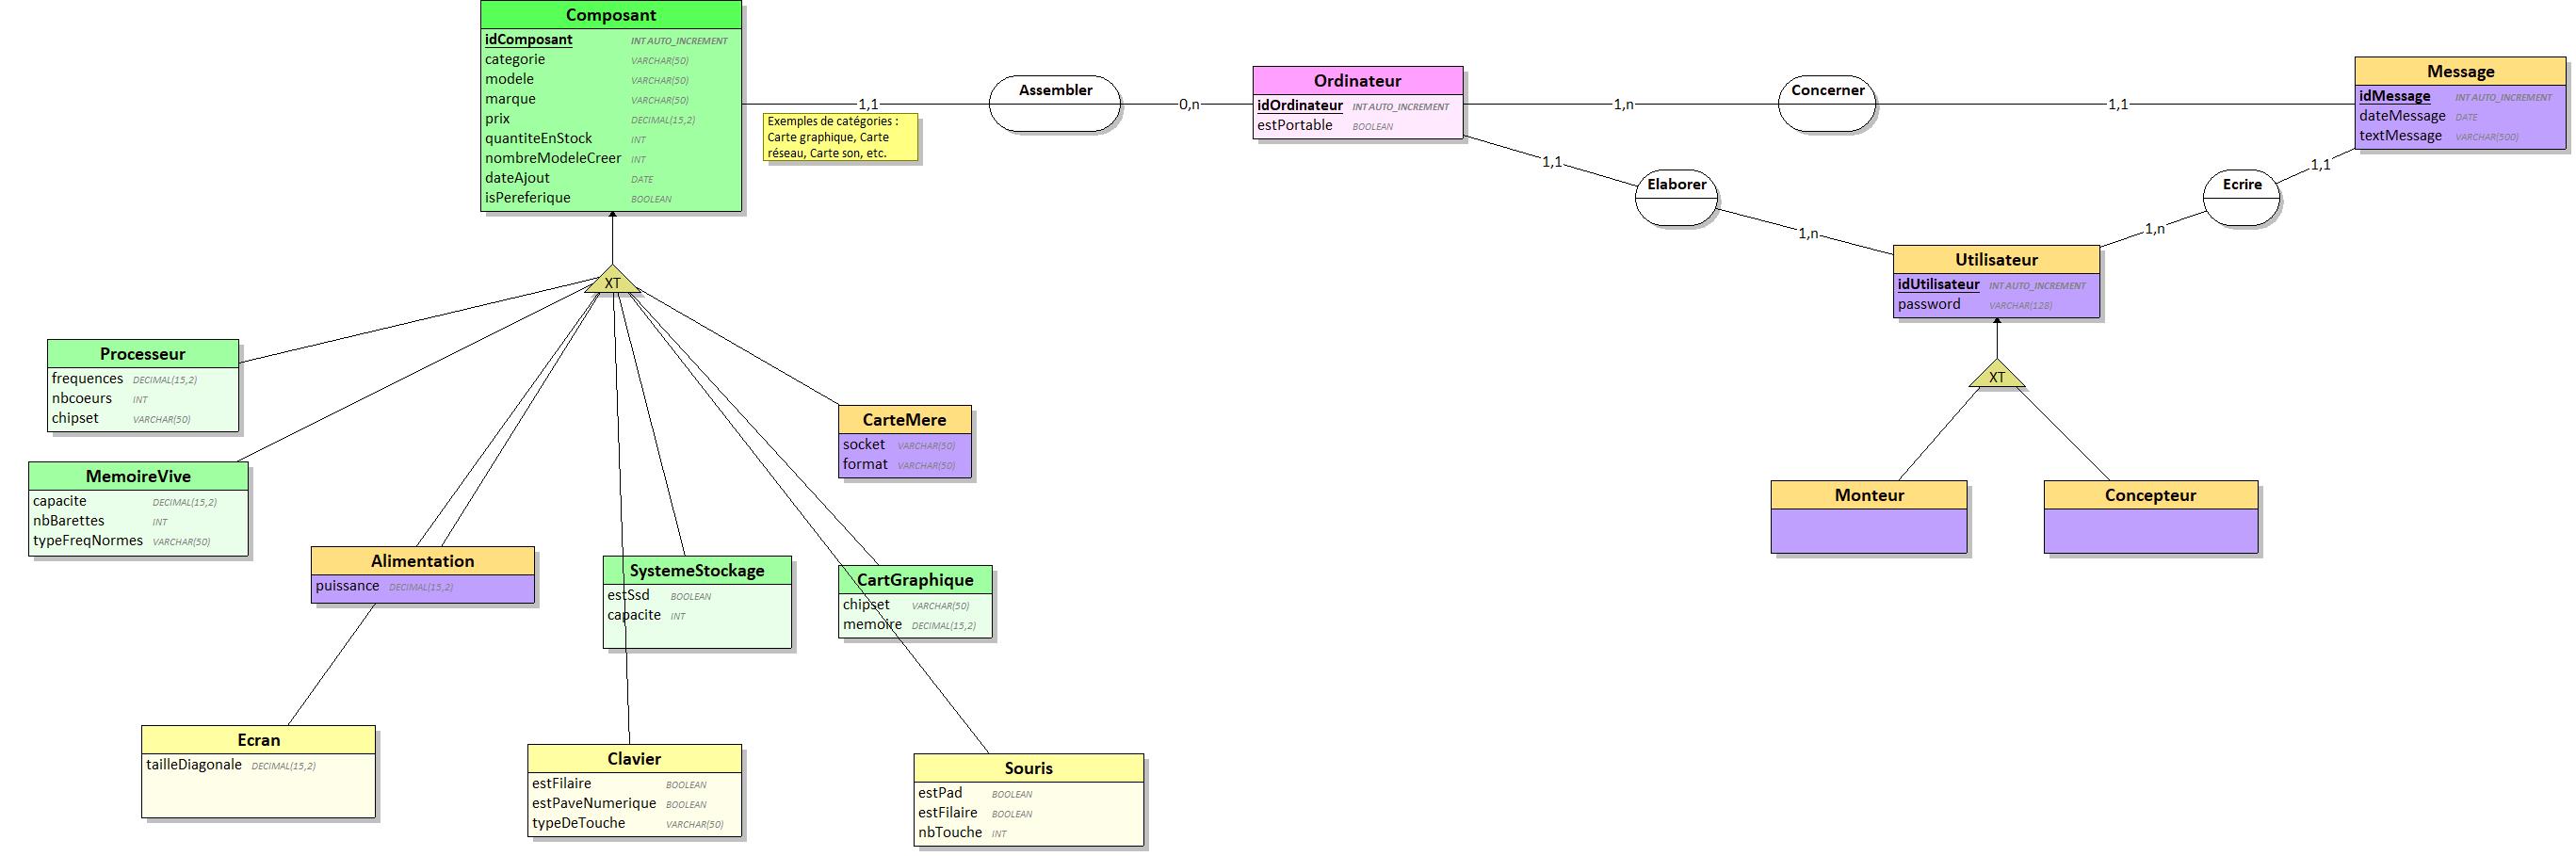 Composant
idComposant INT AUTO_INCREMENT
categorie VARCHAR(50)
modele VARCHAR(50)
marque VARCHAR(50)
prix DECIMAL(15,2)
quantiteEnStock INT
nombreModeleCreer INT
dateAjout DATE
isPereferique BOOLEAN
1,1
Exemples de catégories :
Carte graphique, Carte
réseau, Carte son, etc.
Assembler
0,n
Ordinateur
idOrdinateur INT AUTO_INCREMENT
estPortable BOOLEAN
1,n
Concerner
1,1
Message
idMessage INT AUTO_INCREMENT
dateMessage DATE
textMessage VARCHAR(500)
1,1
Elaborer
1,n
1,1
Ecrire
1,n
Utilisateur
idUtilisateur INT AUTO_INCREMENT
password VARCHAR(128)
XT
Monteur
Concepteur
XT
Processeur
frequences DECIMAL(15,2)
nbcoeurs INT
chipset VARCHAR(50)
CarteMere
socket VARCHAR(50)
format VARCHAR(50)
MemoireVive
capacite DECIMAL(15,2)
nbBarettes INT
typeFreqNormes VARCHAR(50)
Alimentation
puissance DECIMAL(15,2)
SystemeStockage
estSsd BOOLEAN
capacite INT
CartGraphique
chipset VARCHAR(50)
memoire DECIMAL(15,2)
Ecran
tailleDiagonale DECIMAL(15,2)
Clavier
estFilaire BOOLEAN
estPaveNumerique BOOLEAN
typeDeTouche VARCHAR(50)
Souris
estPad BOOLEAN
estFilaire BOOLEAN
nbTouche INT